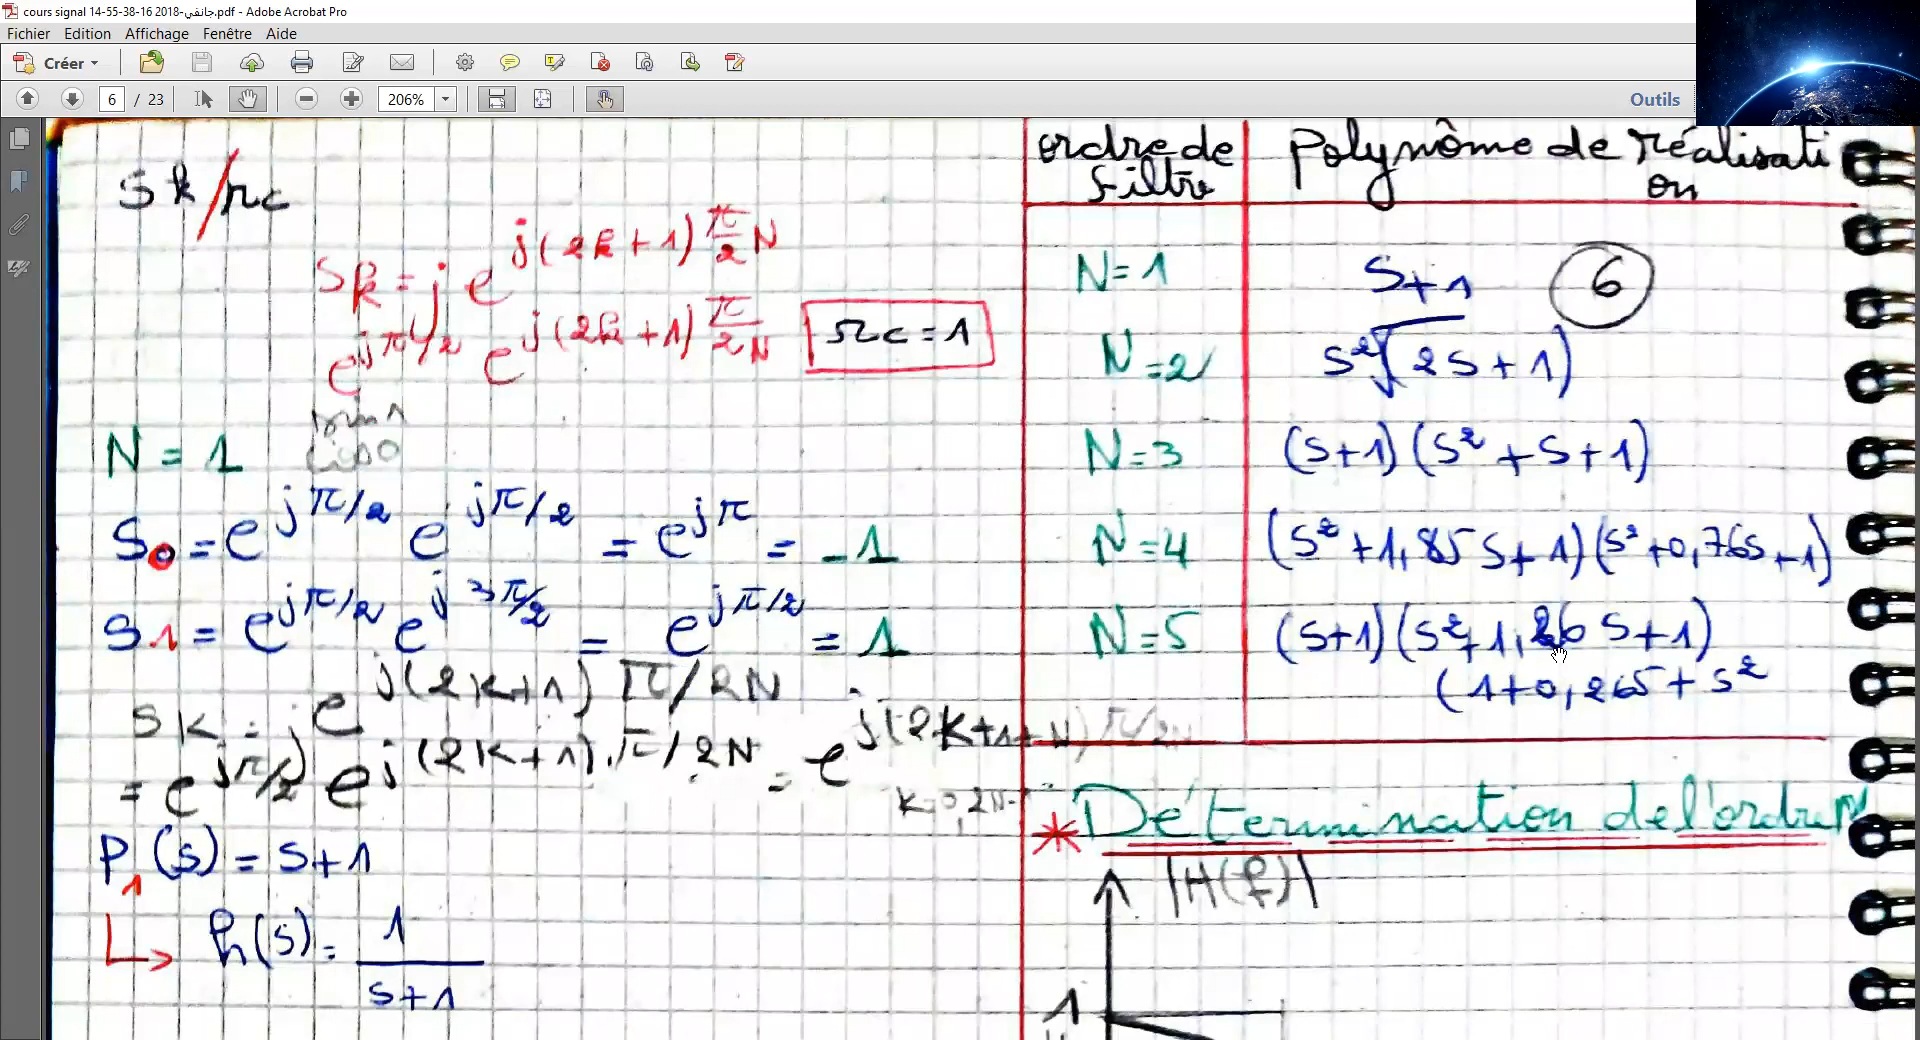 cours signal 14-55-38-16 2018-جانفي.pdf - Adobe Acrobat Pro
Fichier Edition Affichage Fenêtre Aide
Créer
6 / 23 206% Outils
Sk/Ωc
Sk = j e^j(2k+1)π/2N
e^jπ/2 e^j(2k+1)π/2N
Ωc = 1
N = 1
S0 = e^jπ/2 e^jπ/2 = e^jπ = -1
S1 = e^jπ/2 e^j3π/2 = e^jπ/2 = 1
SK = je^j(2K+1)π/2N
= e^jπ/2 e^j(2K+1).π/2N = e^j(2K+1+N)π/2N
P1(s) = S+1
h(s) = 1
S+1
ordre de filtre
Polynôme de réalisation
6
N=1 S+1
N=2 S²√(2S+1)
N=3 (S+1)(S²+S+1)
N=4 (S²+1,85S+1)(S²+0,76S+1)
N=5 (S+1)(S²+1,26S+1)
(1+0,265+S²
* Détermination de l'ordre N
|H(f)|
1